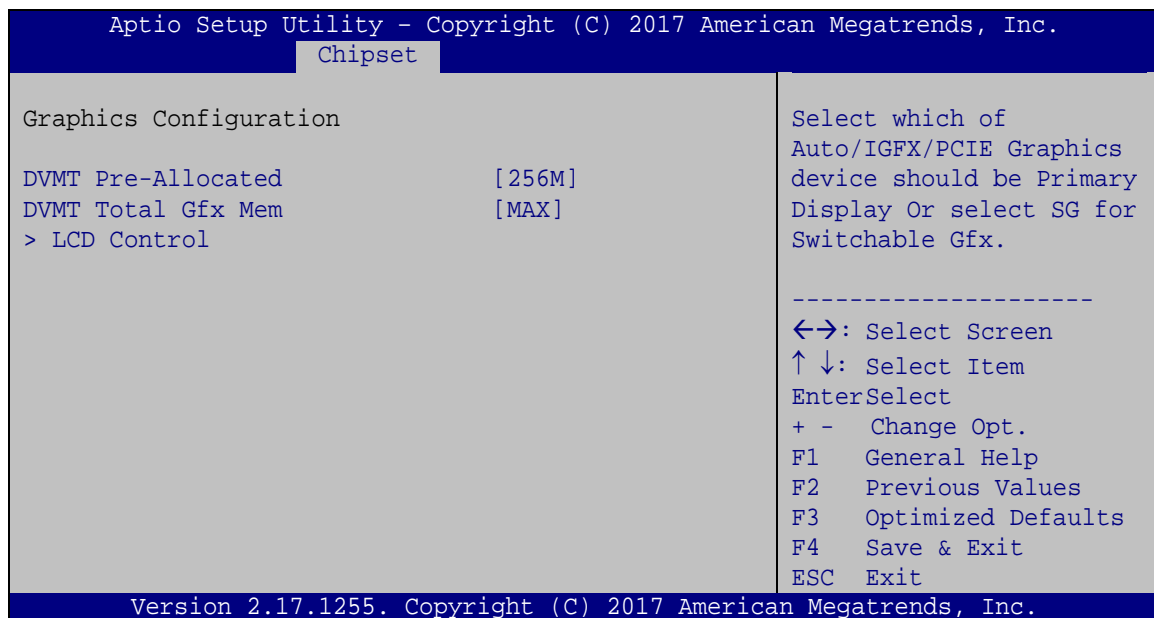 Aptio Setup Utility – Copyright (C) 2017 American Megatrends, Inc.
Chipset
Graphics Configuration
DVMT Pre-Allocated [256M]
DVMT Total Gfx Mem [MAX]
> LCD Control
Select which of
Auto/IGFX/PCIE Graphics
device should be Primary
Display Or select SG for
Switchable Gfx.
---------------------
←→: Select Screen
↑ ↓: Select Item
EnterSelect
+ - Change Opt.
F1 General Help
F2 Previous Values
F3 Optimized Defaults
F4 Save & Exit
ESC Exit
Version 2.17.1255. Copyright (C) 2017 American Megatrends, Inc.